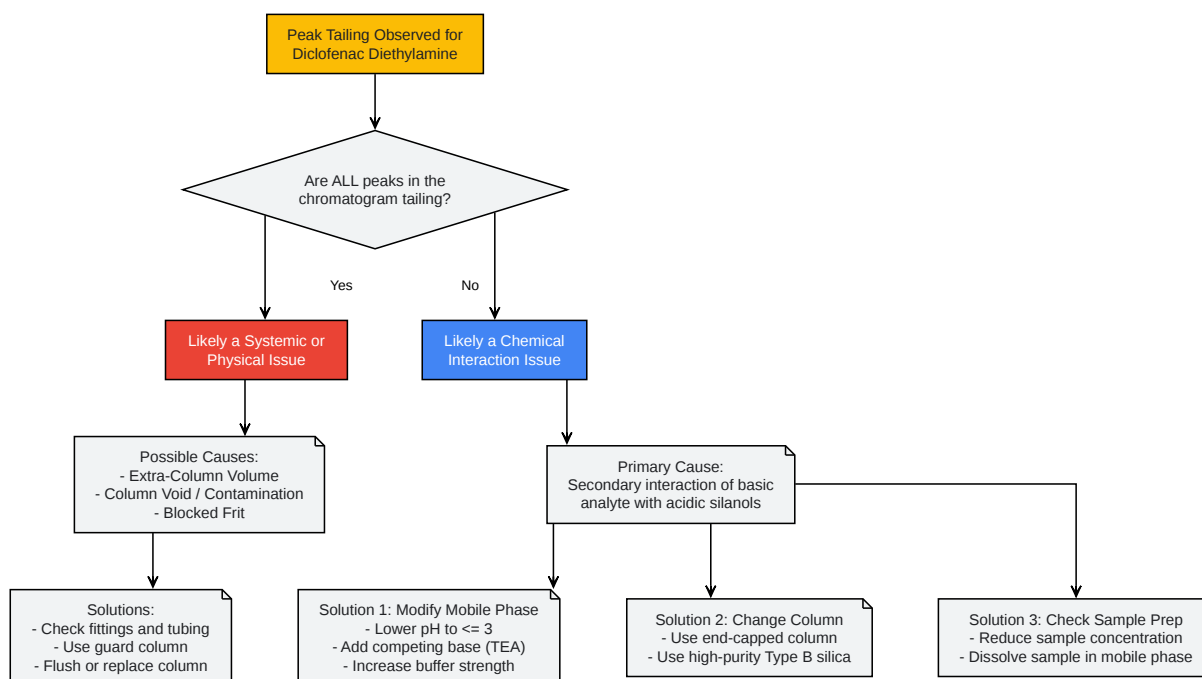 Peak Tailing Observed for
Diclofenac Diethylamine
Are ALL peaks in the
chromatogram tailing?
Yes
No
Likely a Systemic or
Physical Issue
Likely a Chemical
Interaction Issue
Possible Causes:
- Extra-Column Volume
- Column Void / Contamination
- Blocked Frit
Primary Cause:
Secondary interaction of basic
analyte with acidic silanols
Solutions:
- Check fittings and tubing
- Use guard column
- Flush or replace column
Solution 1: Modify Mobile Phase
- Lower pH to <= 3
- Add competing base (TEA)
- Increase buffer strength
Solution 2: Change Column
- Use end-capped column
- Use high-purity Type B silica
Solution 3: Check Sample Prep
- Reduce sample concentration
- Dissolve sample in mobile phase